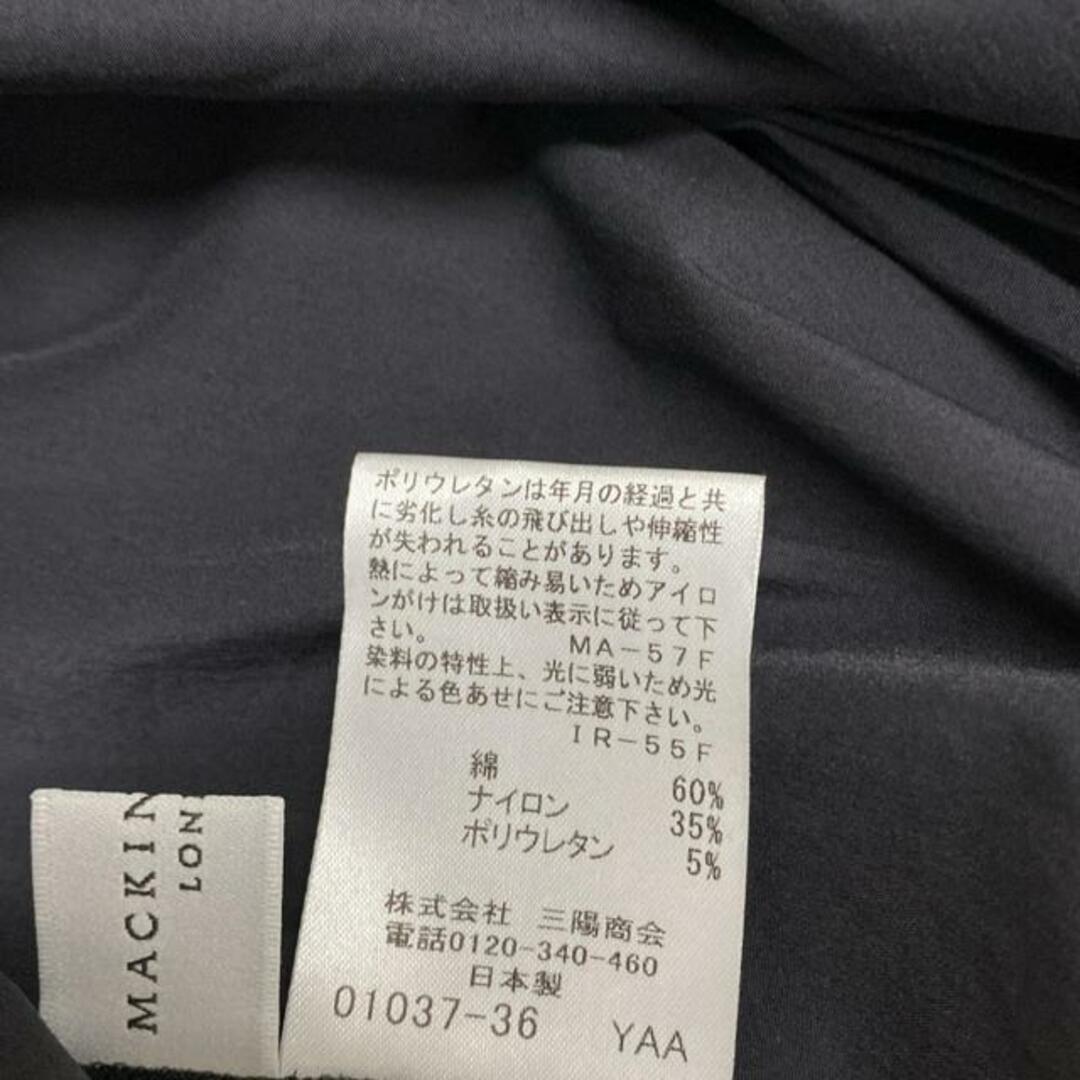 ポリウレタンは年月の経過と共
に劣化し糸の飛び出しや伸縮性
が失われることがあります。
熱によって縮み易いためアイロ
ンがけは取扱い表示に従って下
さい。 MA-57F
染料の特性上、光に弱いため光
による色あせにご注意下さい。
IR-55F
綿 60%
ナイロン 35%
ポリウレタン 5%
株式会社 三陽商会
電話0120-340-460
日本製
01037-36 YAA
MACKIN
LON